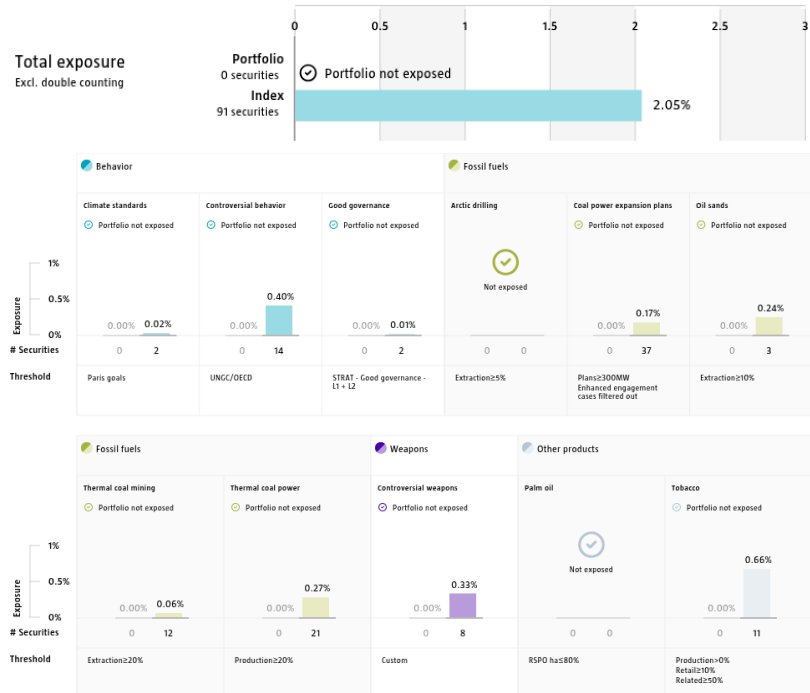 0 0.5 1 1.5 2 2.5 3
Total exposure
Excl. double counting
Portfolio
0 securities
Portfolio not exposed
Index
91 securities
2.05%
Behavior
Fossil fuels
Climate standards
Controversial behavior
Good governance
Arctic drilling
Coal power expansion plans
Oil sands
Portfolio not exposed
Portfolio not exposed
Portfolio not exposed
Portfolio not exposed
Portfolio not exposed
Not exposed
Exposure
1%
0.5%
0%
0.00% 0.02%
0.00% 0.40%
0.00% 0.01%
0.00% 0.17%
0.00% 0.24%
# Securities
0 2
0 14
0 2
0 0
0 37
0 3
Threshold
Paris goals
UNGC/OECD
STRAT - Good governance -
L1 + L2
Extraction≥5%
Plans≥300MW
Enhanced engagement
cases filtered out
Extraction≥10%
Fossil fuels
Weapons
Other products
Thermal coal mining
Thermal coal power
Controversial weapons
Palm oil
Tobacco
Portfolio not exposed
Portfolio not exposed
Portfolio not exposed
Portfolio not exposed
Not exposed
Exposure
1%
0.5%
0%
0.00% 0.06%
0.00% 0.27%
0.00% 0.33%
0.00% 0.66%
# Securities
0 12
0 21
0 8
0 0
0 11
Threshold
Extraction≥20%
Production≥20%
Custom
RSPO ha≤80%
Production>0%
Retail≥10%
Related≥50%